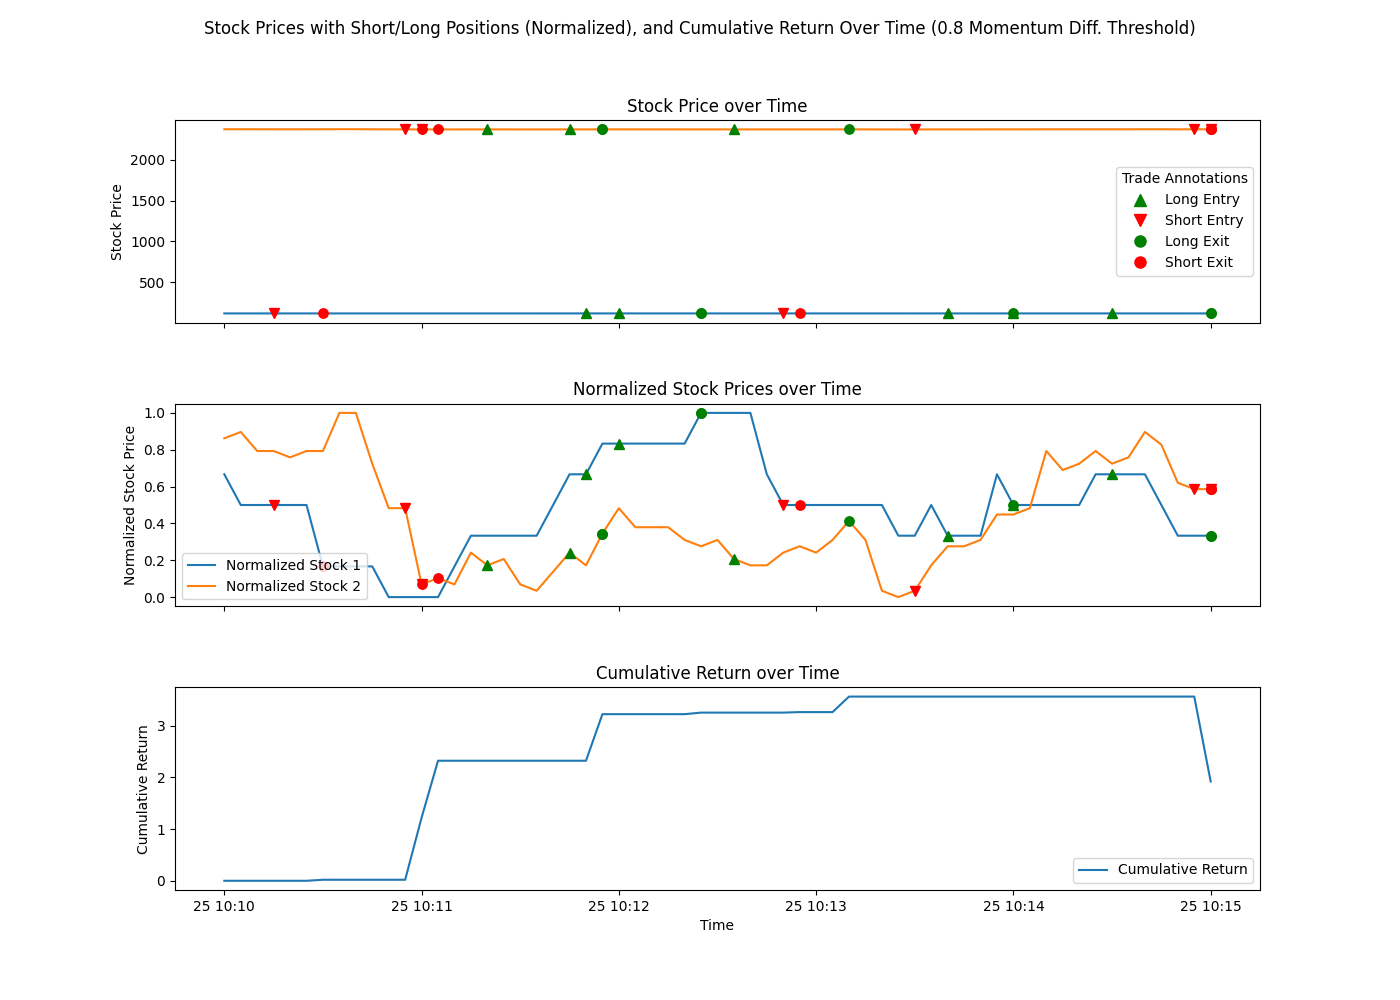 Stock Prices with Short/Long Positions (Normalized), and Cumulative Return Over Time (0.8 Momentum Diff. Threshold)
Stock Price over Time
Stock Price
2000
1500
1000
500
Trade Annotations
Long Entry
Short Entry
Long Exit
Short Exit
Normalized Stock Prices over Time
Normalized Stock Price
1.0
0.8
0.6
0.4
0.2
0.0
Normalized Stock 1
Normalized Stock 2
Cumulative Return over Time
Cumulative Return
3
2
1
0
Cumulative Return
25 10:10
25 10:11
25 10:12
25 10:13
25 10:14
25 10:15
Time